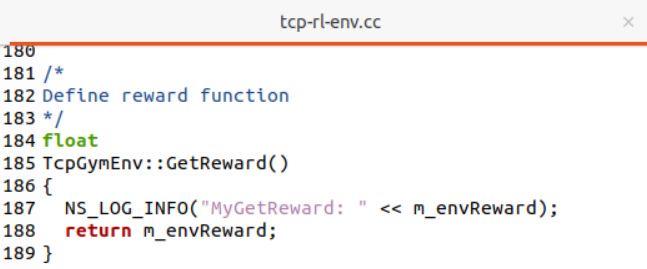 tcp-rl-env.cc ×
180
181 /*
182 Define reward function
183 */
184 float
185 TcpGymEnv::GetReward()
186 {
187   NS_LOG_INFO("MyGetReward: " << m_envReward);
188   return m_envReward;
189 }